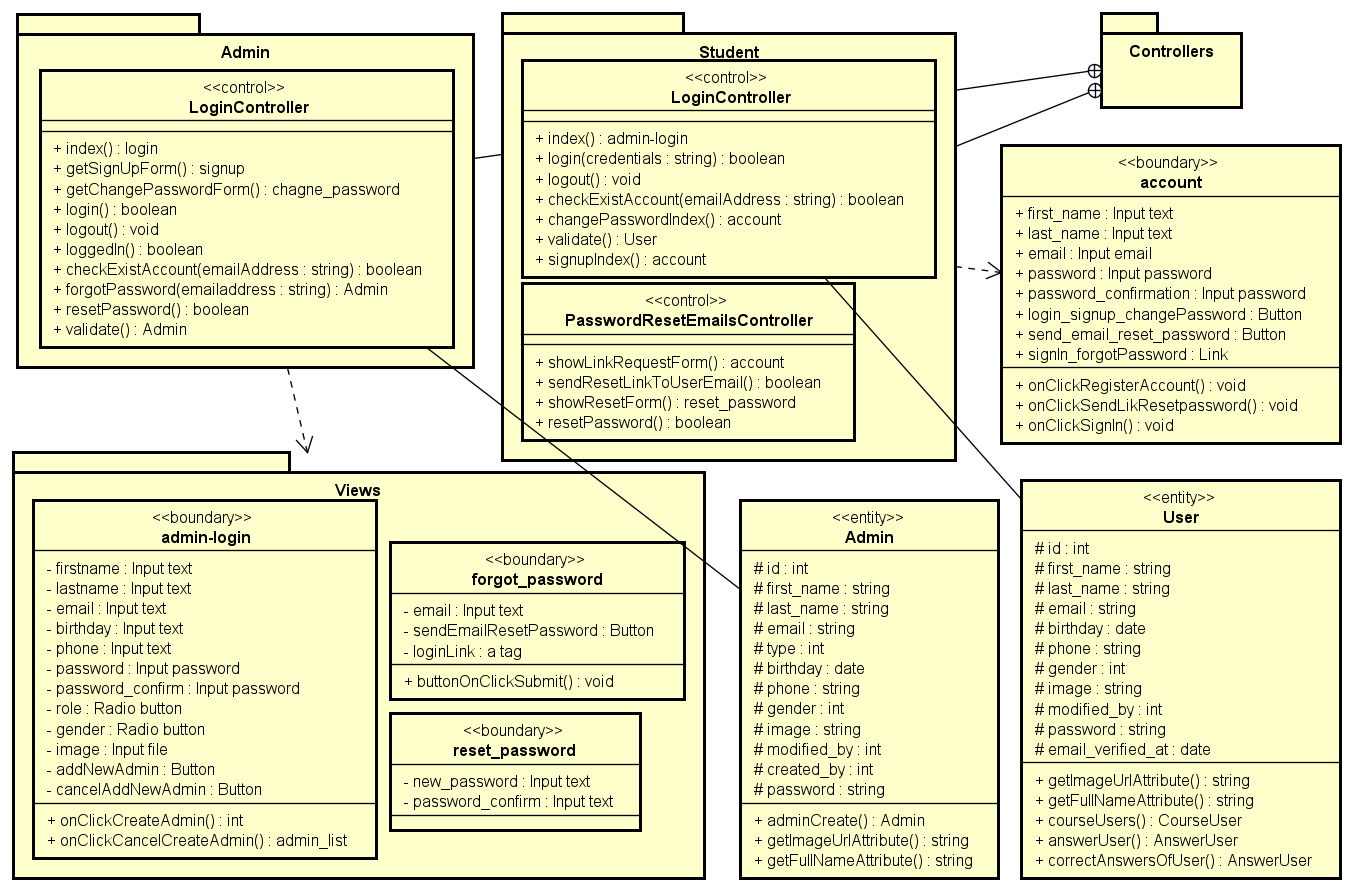 Admin
<<control>>
LoginController
+ index() : login
+ getSignUpForm() : signup
+ getChangePasswordForm() : chagne_password
+ login() : boolean
+ logout() : void
+ loggedIn() : boolean
+ checkExistAccount(emailAddress : string) : boolean
+ forgotPassword(emailaddress : string) : Admin
+ resetPassword() : boolean
+ validate() : Admin
Student
<<control>>
LoginController
+ index() : admin-login
+ login(credentials : string) : boolean
+ logout() : void
+ checkExistAccount(emailAddress : string) : boolean
+ changePasswordIndex() : account
+ validate() : User
+ signupIndex() : account
<<control>>
PasswordResetEmailsController
+ showLinkRequestForm() : account
+ sendResetLinkToUserEmail() : boolean
+ showResetForm() : reset_password
+ resetPassword() : boolean
Controllers
<<boundary>>
account
+ first_name : Input text
+ last_name : Input text
+ email : Input email
+ password : Input password
+ password_confirmation : Input password
+ login_signup_changePassword : Button
+ send_email_reset_password : Button
+ signIn_forgotPassword : Link
+ onClickRegisterAccount() : void
+ onClickSendLikResetpassword() : void
+ onClickSignIn() : void
Views
<<boundary>>
admin-login
- firstname : Input text
- lastname : Input text
- email : Input text
- birthday : Input text
- phone : Input text
- password : Input password
- password_confirm : Input password
- role : Radio button
- gender : Radio button
- image : Input file
- addNewAdmin : Button
- cancelAddNewAdmin : Button
+ onClickCreateAdmin() : int
+ onClickCancelCreateAdmin() : admin_list
<<boundary>>
forgot_password
- email : Input text
- sendEmailResetPassword : Button
- loginLink : a tag
+ buttonOnClickSubmit() : void
<<boundary>>
reset_password
- new_password : Input text
- password_confirm : Input text
<<entity>>
Admin
# id : int
# first_name : string
# last_name : string
# email : string
# type : int
# birthday : date
# phone : string
# gender : int
# image : string
# modified_by : int
# created_by : int
# password : string
+ adminCreate() : Admin
+ getImageUrlAttribute() : string
+ getFullNameAttribute() : string
<<entity>>
User
# id : int
# first_name : string
# last_name : string
# email : string
# birthday : date
# phone : string
# gender : int
# image : string
# modified_by : int
# password : string
# email_verified_at : date
+ getImageUrlAttribute() : string
+ getFullNameAttribute() : string
+ courseUsers() : CourseUser
+ answerUser() : AnswerUser
+ correctAnswersOfUser() : AnswerUser